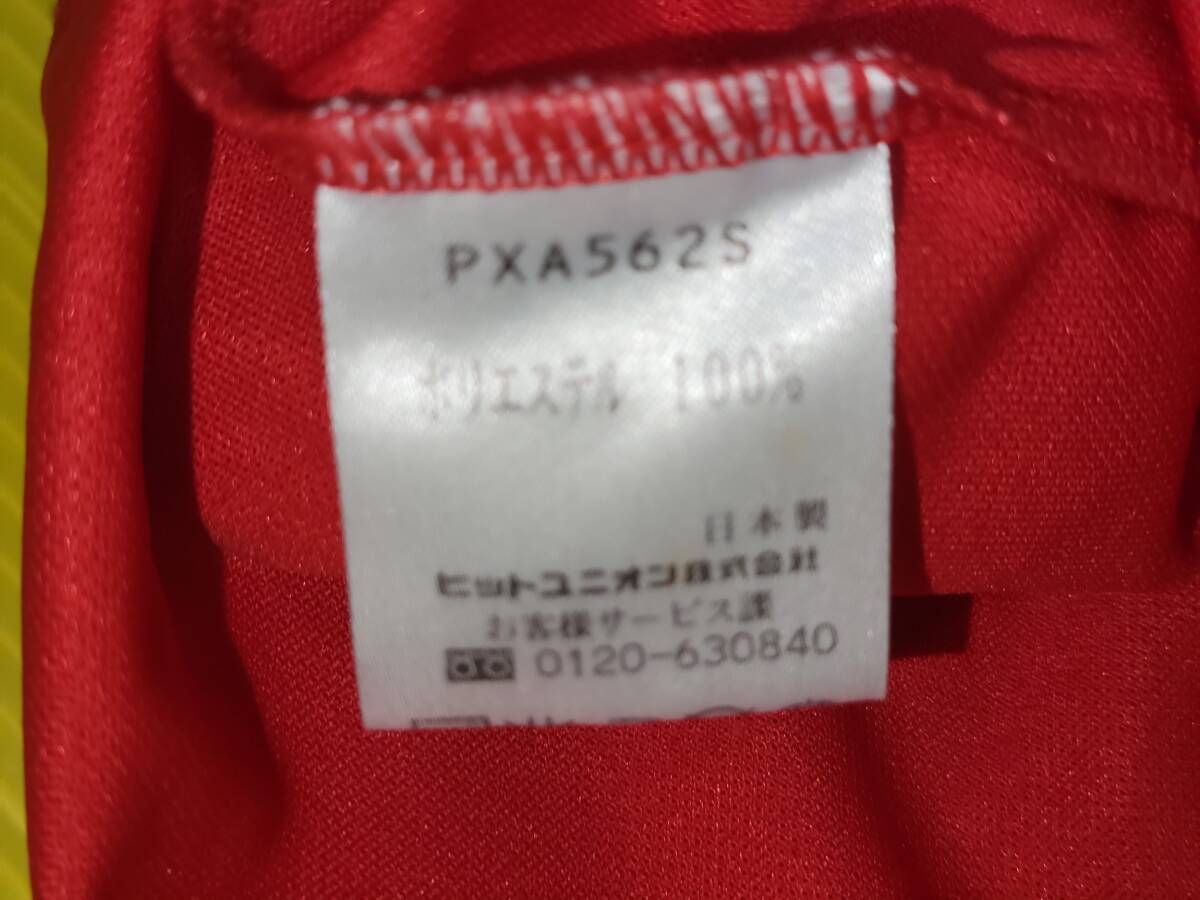 PXA562S
ポリエステル 100%
日本製
ヒットユニオン株式会社
お客様サービス課
0120-630840